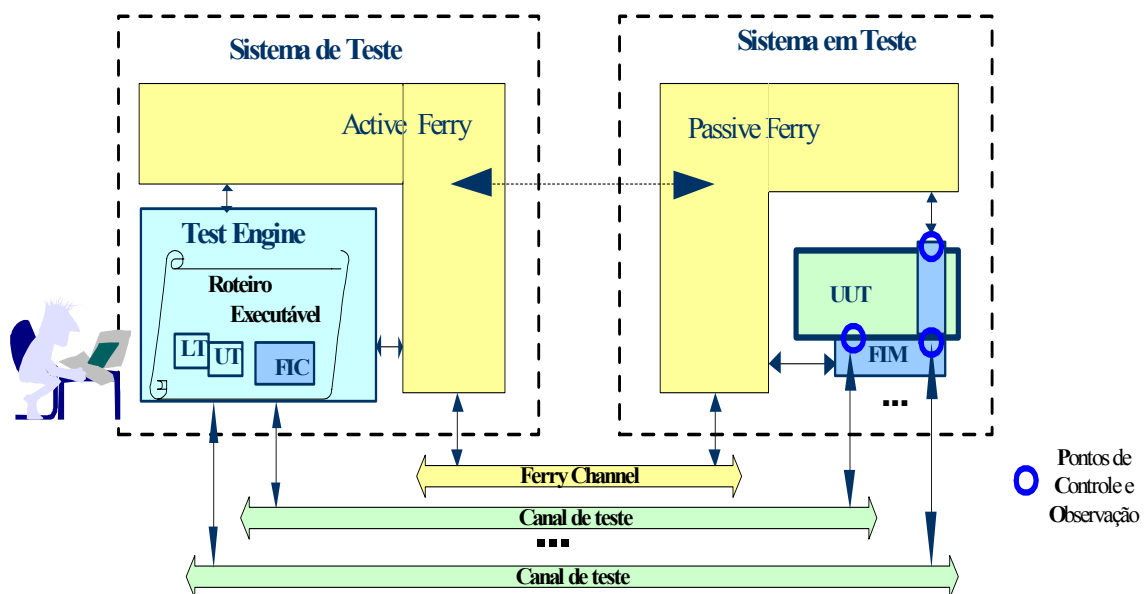 Sistema de Teste
Sistema em Teste
Active Ferry
Passive Ferry
Test Engine
Roteiro
Executável
LT
UT
FIC
UUT
FIM
...
Ferry Channel
Canal de teste
...
Canal de teste
Pontos de
Controle e
Observação